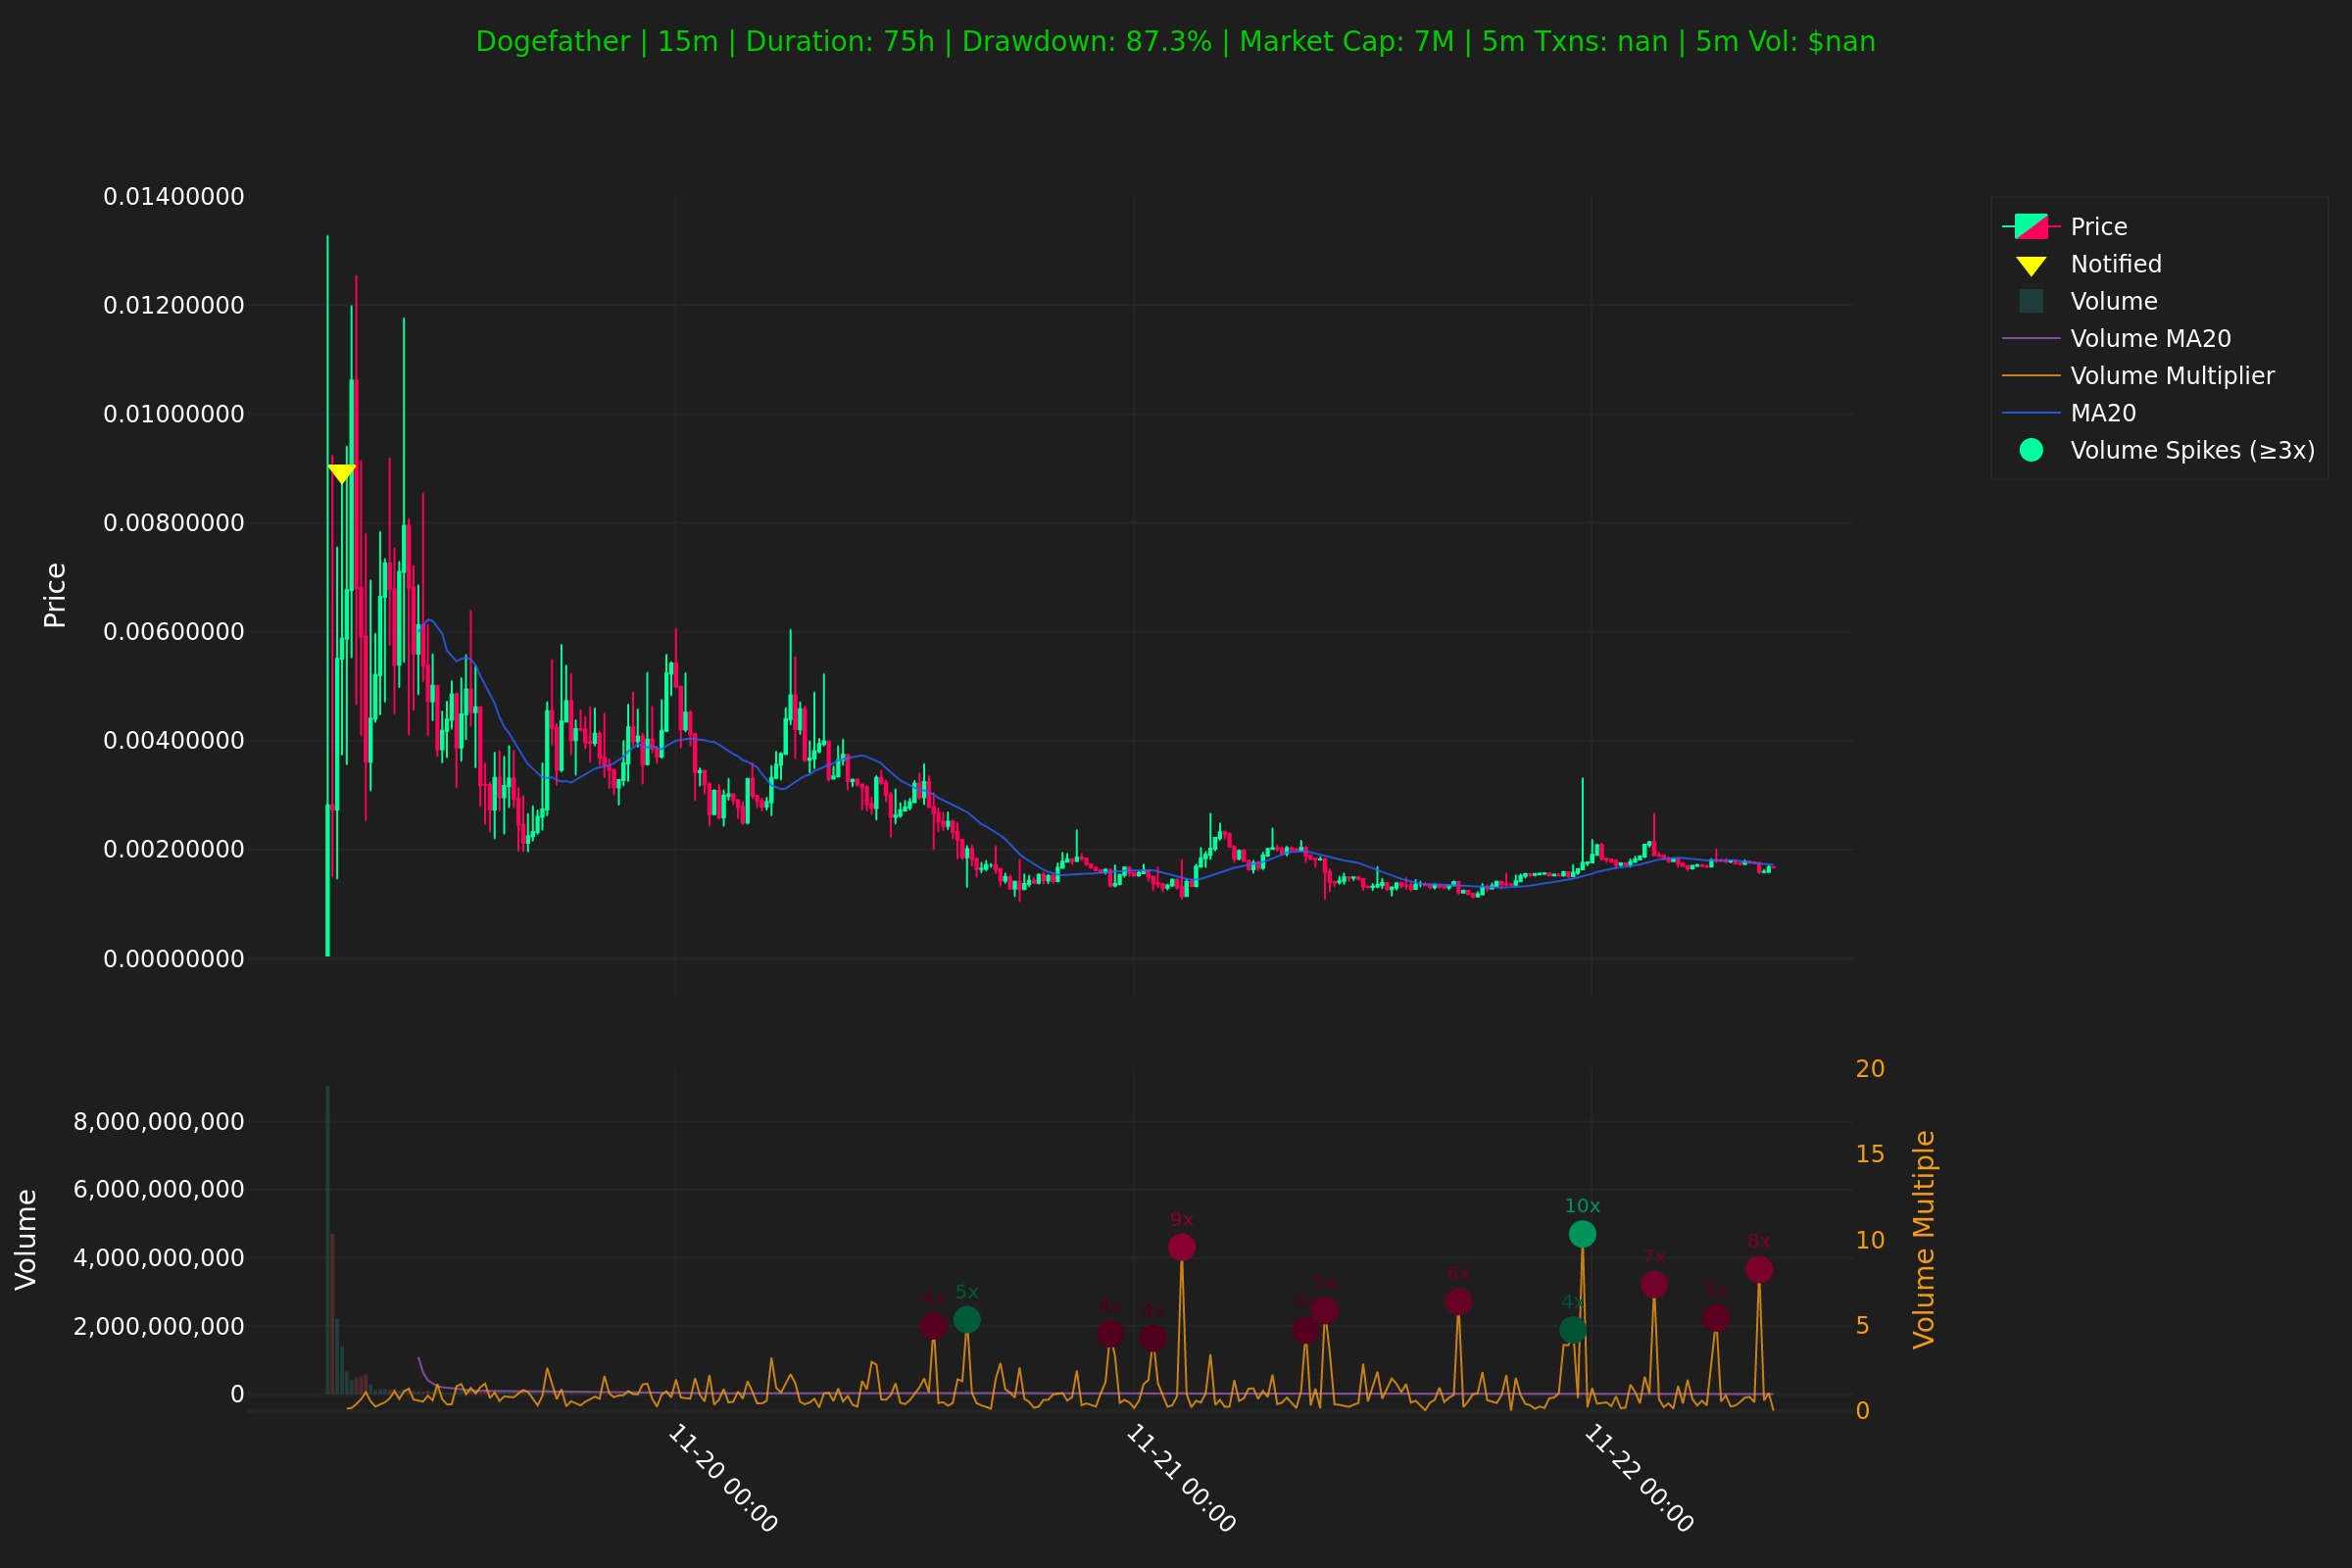 Dogefather | 15m | Duration: 75h | Drawdown: 87.3% | Market Cap: 7M | 5m Txns: nan | 5m Vol: $nan
Price
0.01400000
0.01200000
0.01000000
0.00800000
0.00600000
0.00400000
0.00200000
0.00000000
Price
Notified
Volume
Volume MA20
Volume Multiplier
MA20
Volume Spikes (≥3x)
Volume
8,000,000,000
6,000,000,000
4,000,000,000
2,000,000,000
0
4x
5x
4x
4x
9x
5x
6x
4x
10x
7x
8x
20
15
10
5
0
Volume Multiple
11-20 00:00
11-21 00:00
11-22 00:00